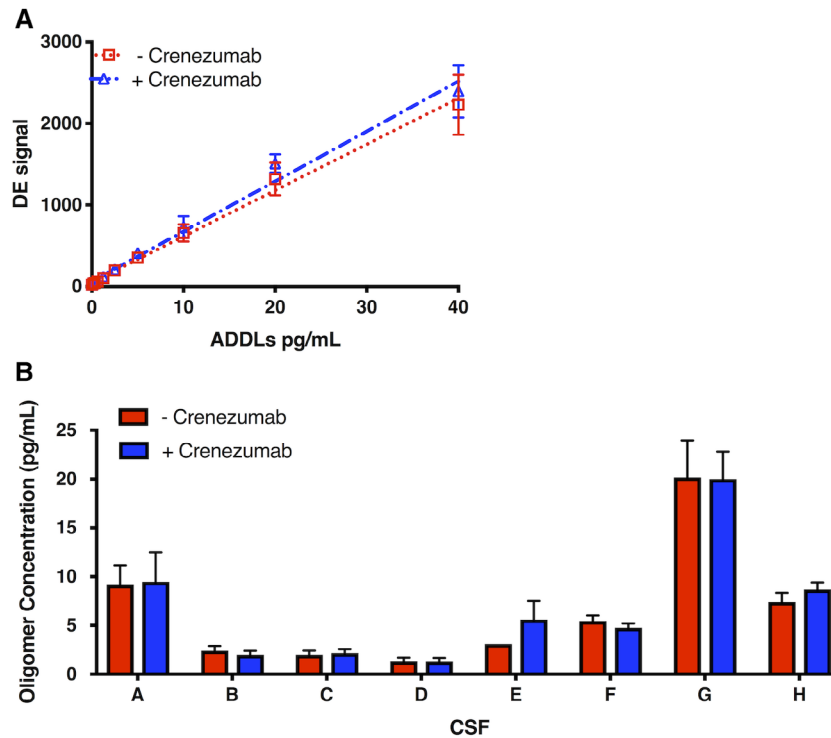 A
3000
- Crenezumab
+ Crenezumab
2000
DE signal
1000
0
0 10 20 30 40
ADDLs pg/mL
B
- Crenezumab
+ Crenezumab
25
20
15
10
5
0
Oligomer Concentration (pg/mL)
A B C D E F G H
CSF